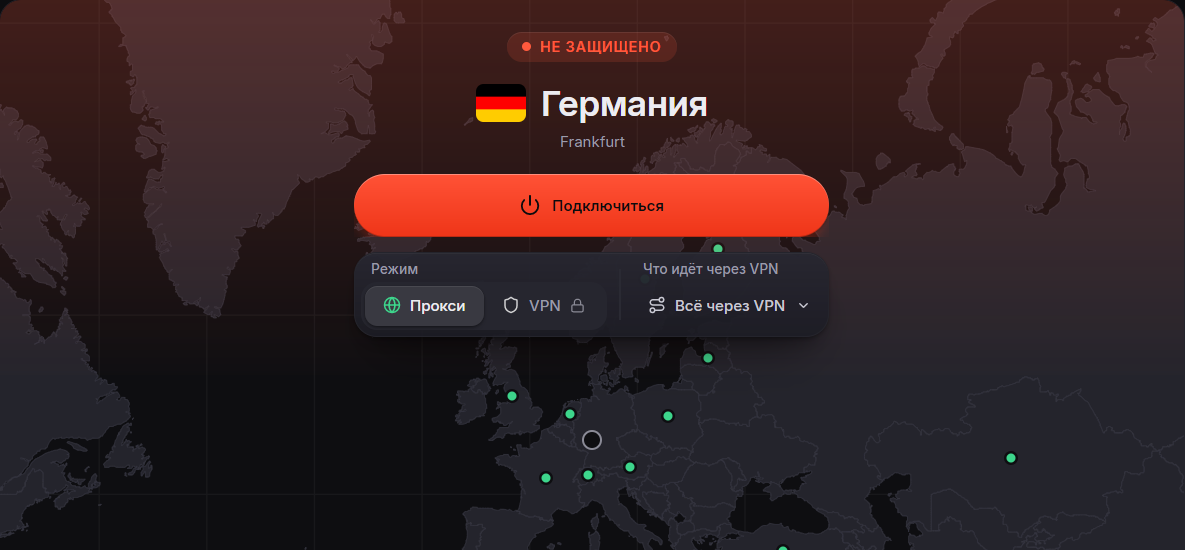 НЕ ЗАЩИЩЕНО
Германия
Frankfurt
Подключиться
Режим
Что идёт через VPN
Прокси
VPN
Всё через VPN